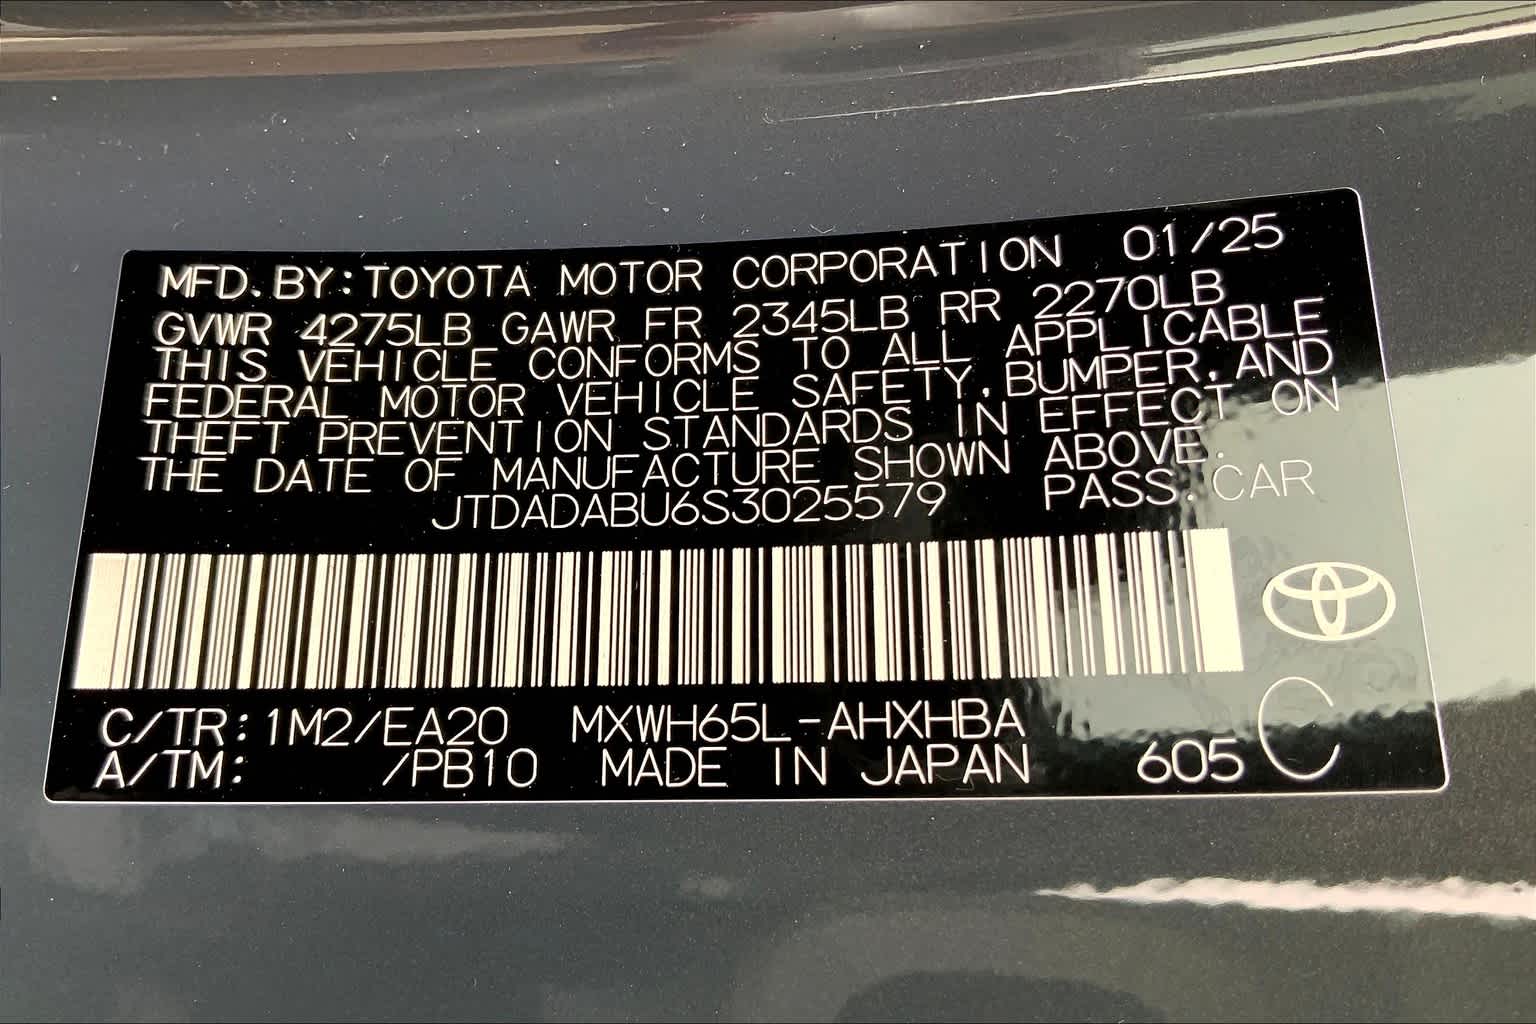 MFD.BY:TOYOTA MOTOR CORPORATION 01/25
GVWR 4275LB GAWR FR 2345LB RR 2270LB
THIS VEHICLE CONFORMS TO ALL APPLICABLE
FEDERAL MOTOR VEHICLE SAFETY,BUMPER,AND
THEFT PREVENTION STANDARDS IN EFFECT ON
THE DATE OF MANUFACTURE SHOWN ABOVE.
JTDADABU6S3025579 PASS.CAR
C/TR:1M2/EA20 MXWH65L-AHXHBA
A/TM: /PB10 MADE IN JAPAN 605 C